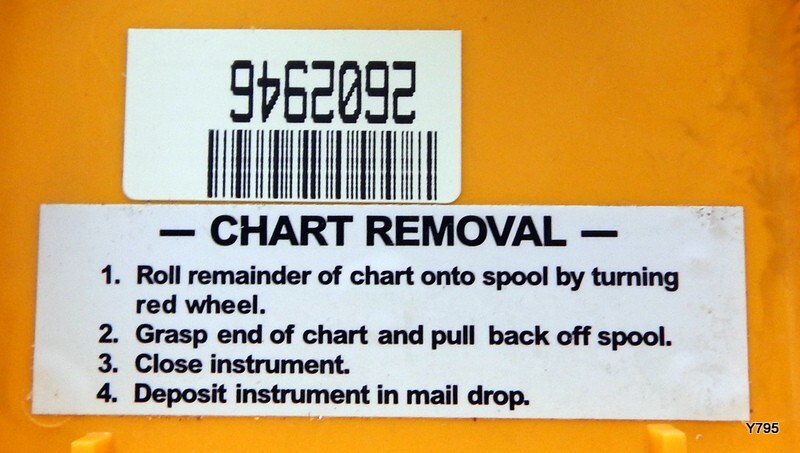 2602946
— CHART REMOVAL —
1. Roll remainder of chart onto spool by turning
red wheel.
2. Grasp end of chart and pull back off spool.
3. Close instrument.
4. Deposit instrument in mail drop.
Y795